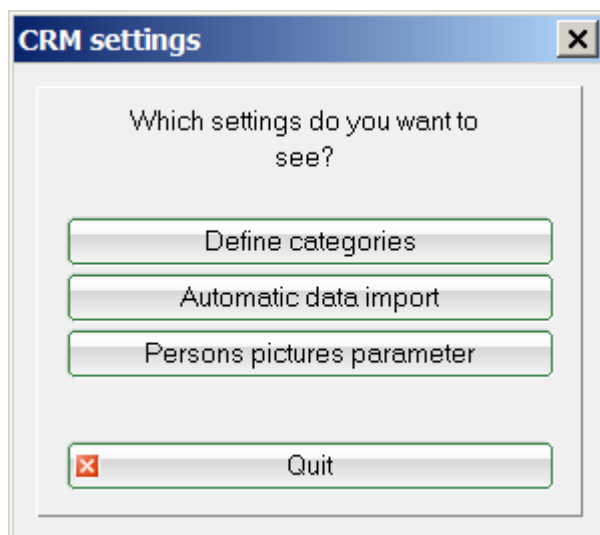 CRM settings
Which settings do you want to
see?
Define categories
Automatic data import
Persons pictures parameter
Quit